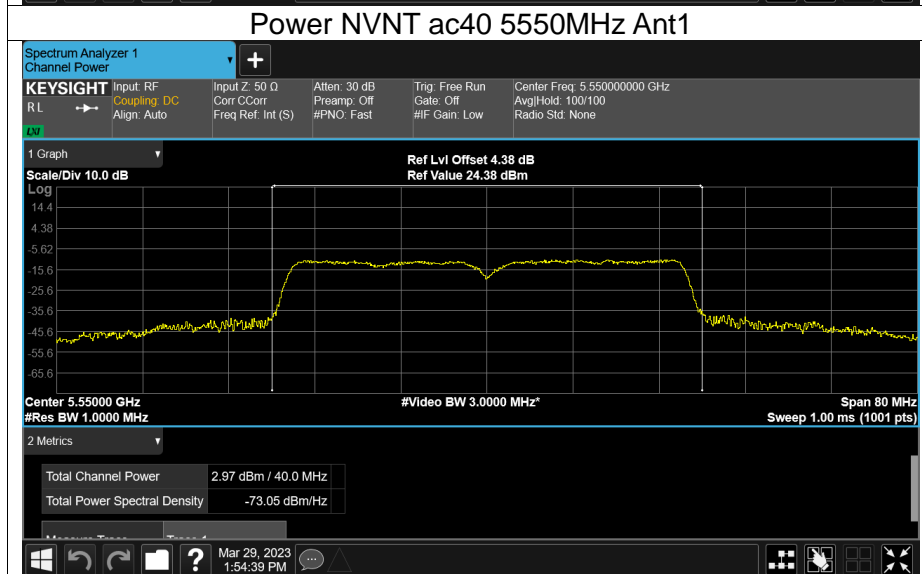 Power NVNT ac40 5550MHz Ant1
Spectrum Analyzer 1
Channel Power
+
KEYSIGHT Input: RF Input Z: 50 Ω Atten: 30 dB Trig: Free Run Center Freq: 5.550000000 GHz
R L Coupling: DC Corr CCorr Preamp: Off Gate: Off Avg|Hold: 100/100
Align: Auto Freq Ref: Int (S) #PNO: Fast #IF Gain: Low Radio Std: None
LXI
1 Graph
Ref Lvl Offset 4.38 dB
Scale/Div 10.0 dB Ref Value 24.38 dBm
Log
14.4
4.38
-5.62
-15.6
-25.6
-35.6
-45.6
-55.6
-65.6
Center 5.55000 GHz #Video BW 3.0000 MHz* Span 80 MHz
#Res BW 1.0000 MHz Sweep 1.00 ms (1001 pts)
2 Metrics
Total Channel Power 2.97 dBm / 40.0 MHz
Total Power Spectral Density -73.05 dBm/Hz
?
Mar 29, 2023
1:54:39 PM